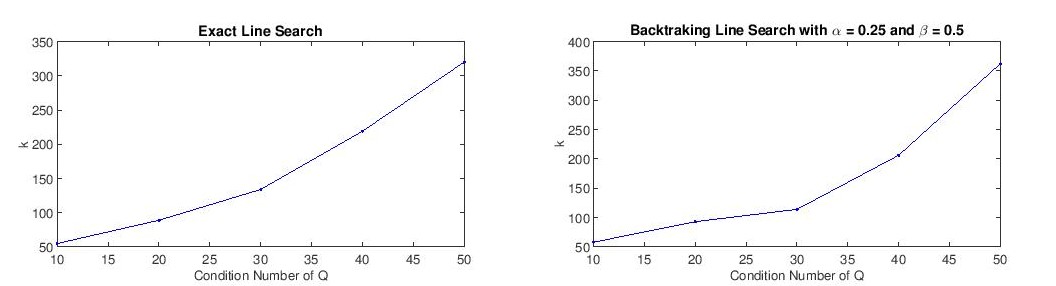 Exact Line Search
350
300
250
200
150
100
50
k
10 15 20 25 30 35 40 45 50
Condition Number of Q
Backtraking Line Search with α = 0.25 and β = 0.5
400
350
300
250
200
150
100
50
k
10 15 20 25 30 35 40 45 50
Condition Number of Q